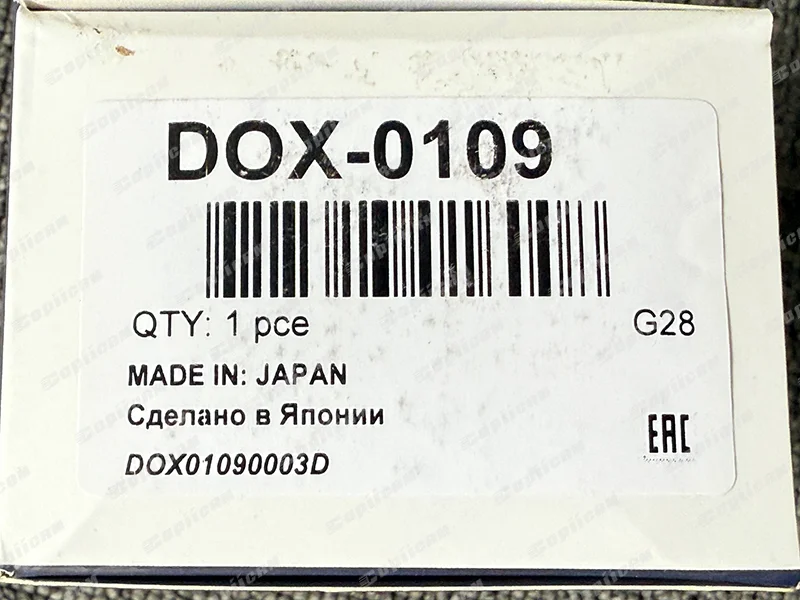 DOX-0109
QTY: 1 pce
G28
MADE IN: JAPAN
Сделано в Японии
EAC
DOX01090003D